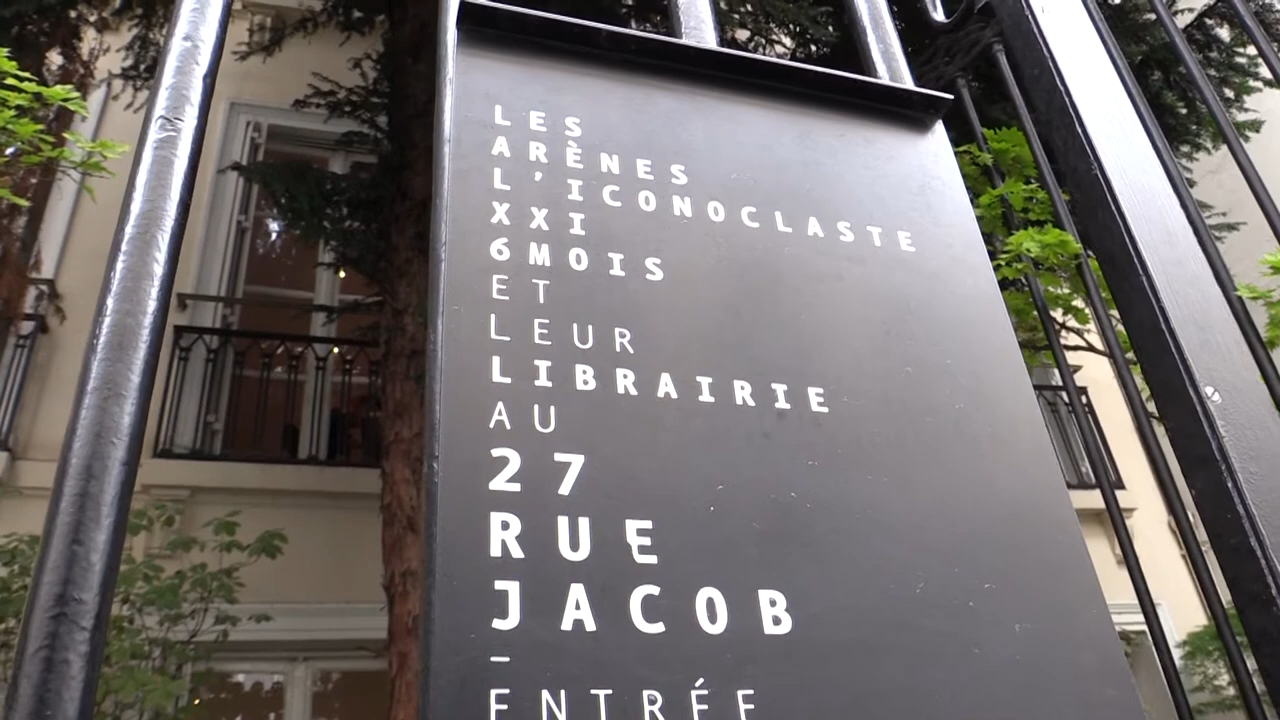 LES
ARÈNES
L'ICONOCLASTE
XXI
6MOIS
ET
LEUR
LIBRAIRIE
AU
27
RUE
JACOB
–
ENTRÉE